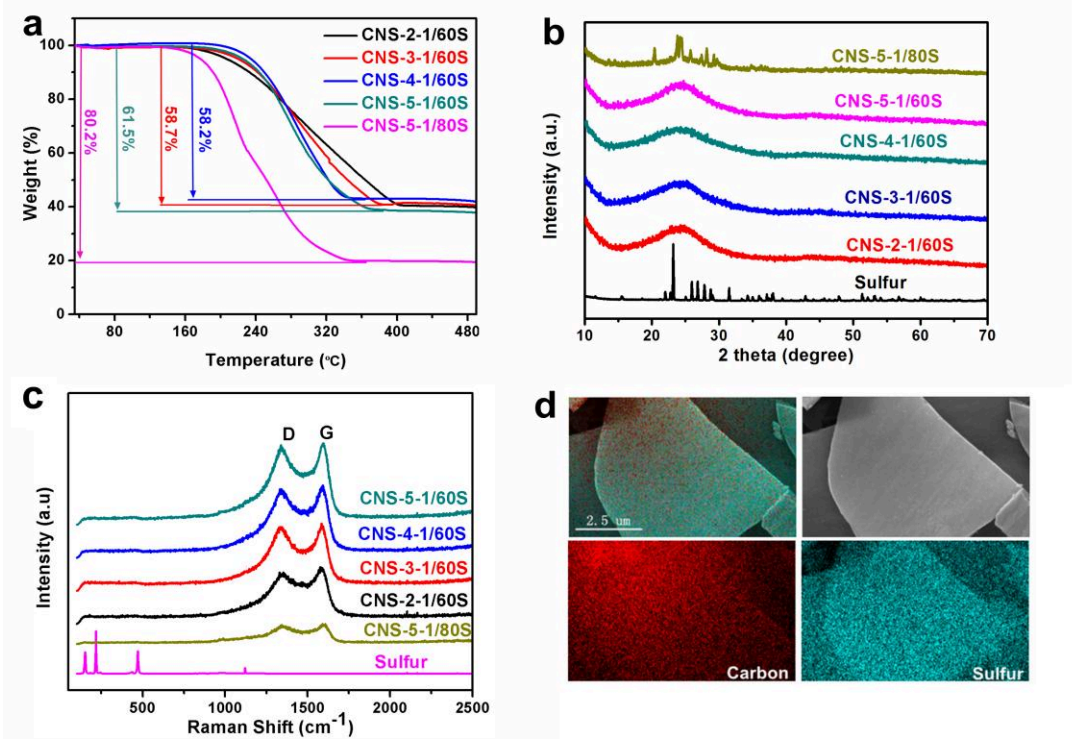 a
CNS-2-1/60S
CNS-3-1/60S
CNS-4-1/60S
CNS-5-1/60S
CNS-5-1/80S
80.2%
61.5%
58.7%
58.2%
100
80
60
40
20
0
Weight (%)
80 160 240 320 400 480
Temperature (°C)
b
CNS-5-1/80S
CNS-5-1/60S
CNS-4-1/60S
CNS-3-1/60S
CNS-2-1/60S
Sulfur
Intensity (a.u.)
10 20 30 40 50 60 70
2 theta (degree)
c
D G
CNS-5-1/60S
CNS-4-1/60S
CNS-3-1/60S
CNS-2-1/60S
CNS-5-1/80S
Sulfur
Intensity (a.u)
500 1000 1500 2000 2500
Raman Shift (cm⁻¹)
d
2.5 um
Carbon
Sulfur